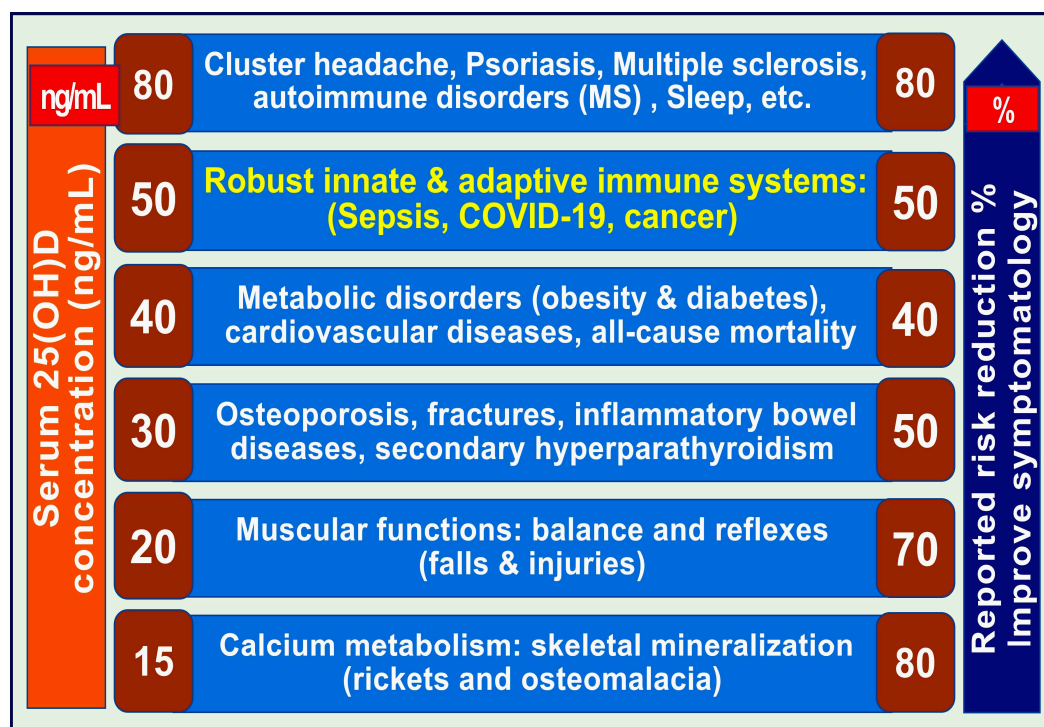 Serum 25(OH)D
concentration (ng/mL)
ng/mL
%
80
Cluster headache, Psoriasis, Multiple sclerosis,
autoimmune disorders (MS) , Sleep, etc.
80
50
Robust innate & adaptive immune systems:
(Sepsis, COVID-19, cancer)
50
40
Metabolic disorders (obesity & diabetes),
cardiovascular diseases, all-cause mortality
40
30
Osteoporosis, fractures, inflammatory bowel
diseases, secondary hyperparathyroidism
50
20
Muscular functions: balance and reflexes
(falls & injuries)
70
15
Calcium metabolism: skeletal mineralization
(rickets and osteomalacia)
80
Reported risk reduction %
Improve symptomatology